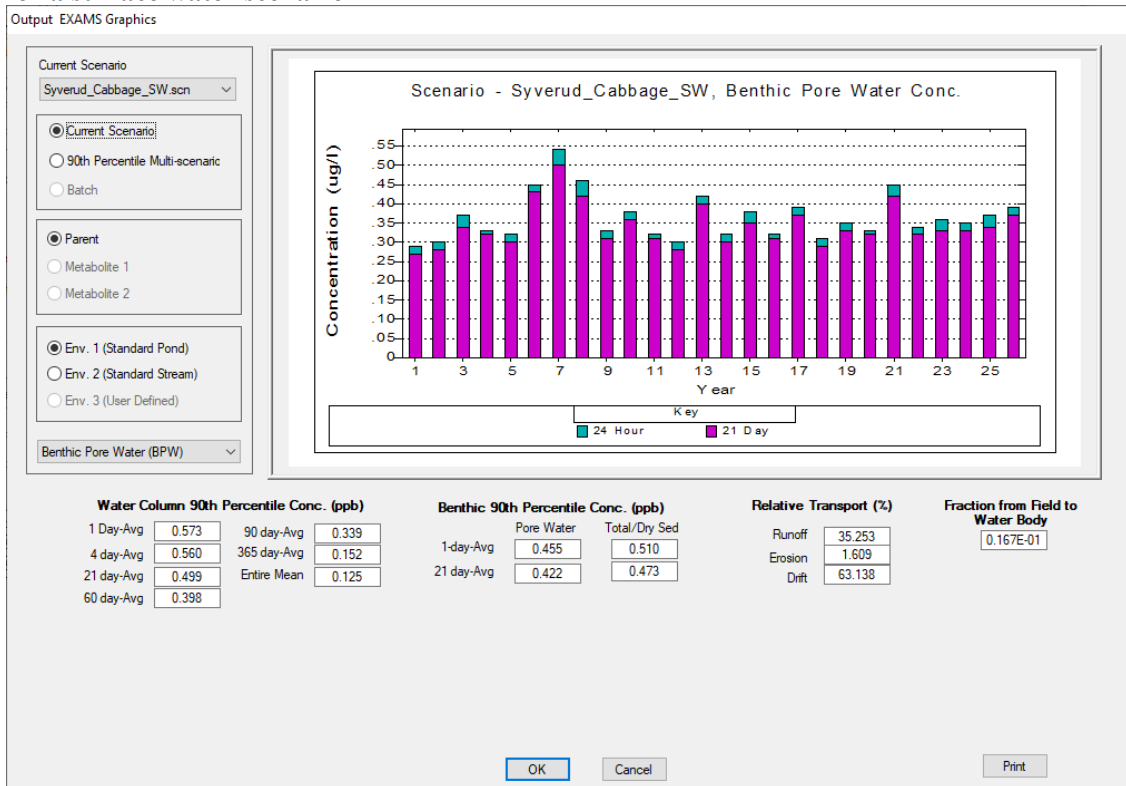 Output EXAMS Graphics
Current Scenario
Syverud_Cabbage_SW.scn
Current Scenario
90th Percentile Multi-scenaric
Batch
Parent
Metabolite 1
Metabolite 2
Env. 1 (Standard Pond)
Env. 2 (Standard Stream)
Env. 3 (User Defined)
Benthic Pore Water (BPW)
Scenario - Syverud_Cabbage_SW, Benthic Pore Water Conc.
Concentration (ug/l)
.55
.50
.45
.40
.35
.30
.25
.20
.15
.10
.05
0
1 3 5 7 9 11 13 15 17 19 21 23 25
Year
Key
24 Hour 21 Day
Water Column 90th Percentile Conc. (ppb)
1 Day-Avg 0.573 90 day-Avg 0.339
4 day-Avg 0.560 365 day-Avg 0.152
21 day-Avg 0.499 Entire Mean 0.125
60 day-Avg 0.398
Benthic 90th Percentile Conc. (ppb)
Pore Water Total/Dry Sed
1-day-Avg 0.455 0.510
21 day-Avg 0.422 0.473
Relative Transport (%)
Runoff 35.253
Erosion 1.609
Drift 63.138
Fraction from Field to
Water Body
0.167E-01
OK Cancel Print